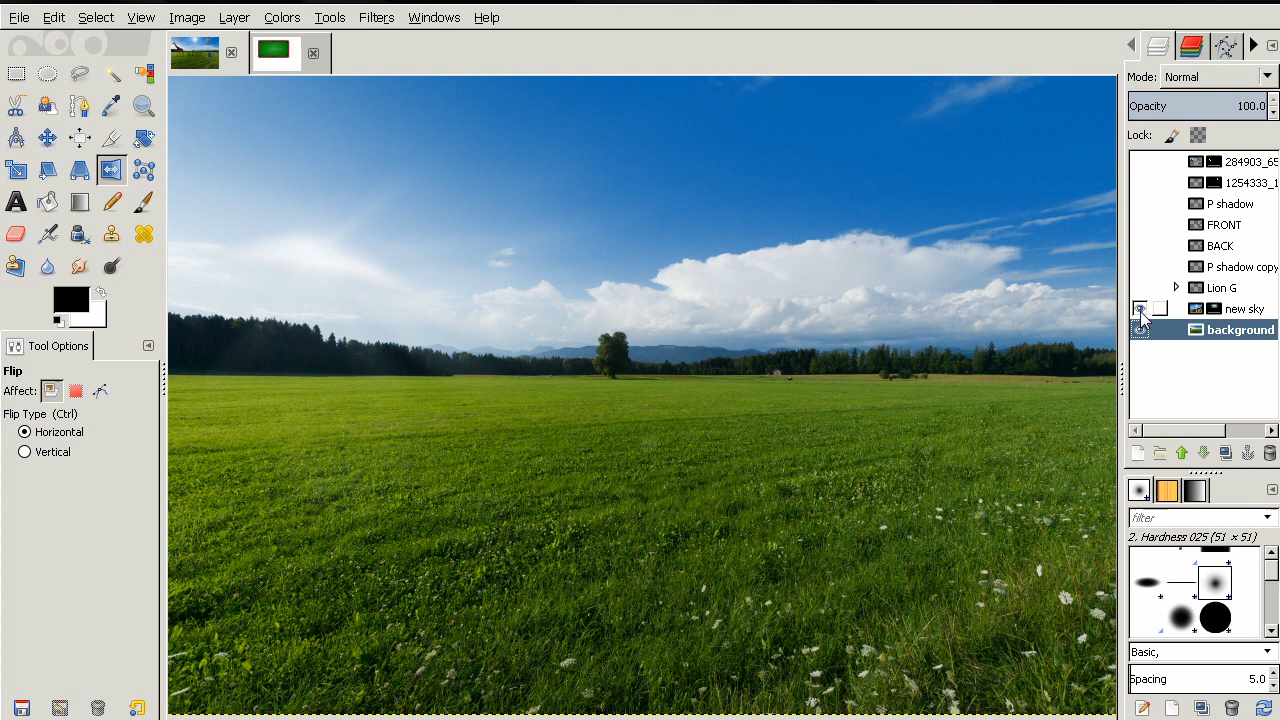 File Edit Select View Image Layer Colors Tools Filters Windows Help
Mode: Normal
Opacity 100.0
Lock:
284903_65
1254333_1
P shadow
FRONT
BACK
P shadow copy
Lion G
new sky
background
Tool Options
Flip
Affect:
Flip Type (Ctrl)
Horizontal
Vertical
filter
2. Hardness 025 (51 × 51)
Basic,
Spacing 5.0